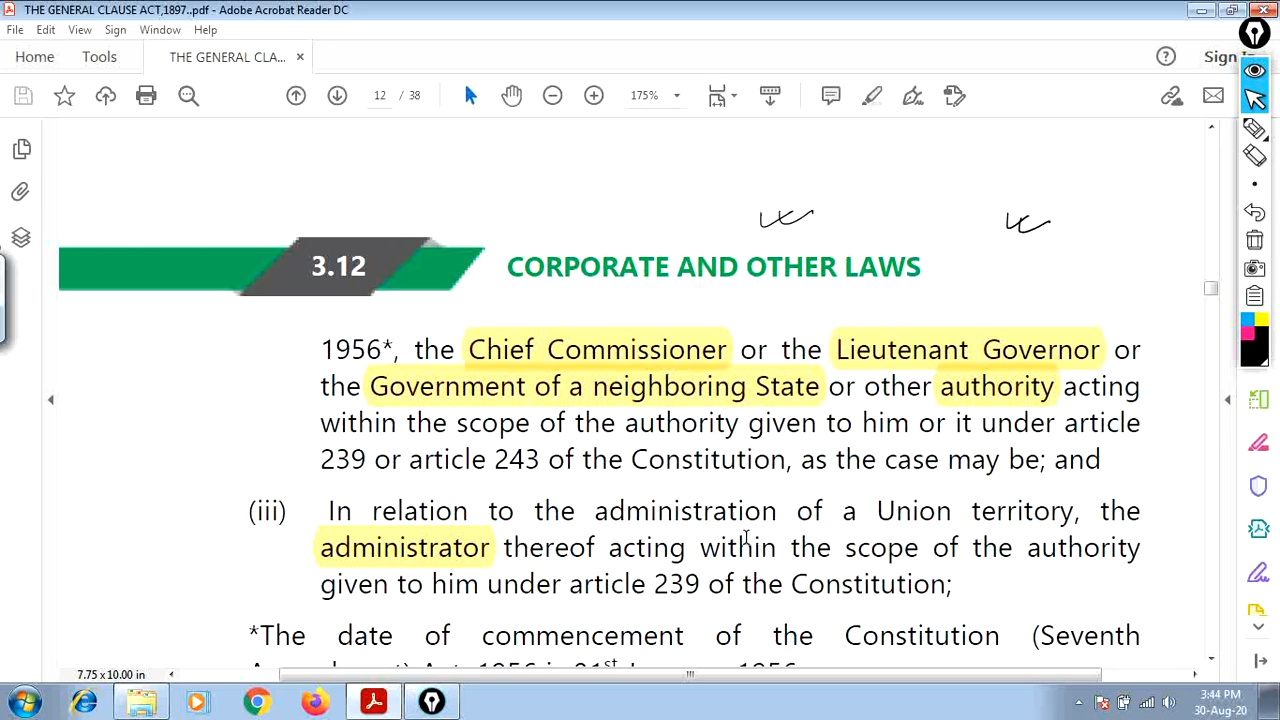 THE GENERAL CLAUSE ACT,1897..pdf - Adobe Acrobat Reader DC
File Edit View Sign Window Help
Home Tools THE GENERAL CLA... × Sign
12 / 38 175%
3.12 CORPORATE AND OTHER LAWS
1956*, the Chief Commissioner or the Lieutenant Governor or
the Government of a neighboring State or other authority acting
within the scope of the authority given to him or it under article
239 or article 243 of the Constitution, as the case may be; and
(iii) In relation to the administration of a Union territory, the
administrator thereof acting within the scope of the authority
given to him under article 239 of the Constitution;
*The date of commencement of the Constitution (Seventh
7.75 x 10.00 in
3:44 PM
30-Aug-20